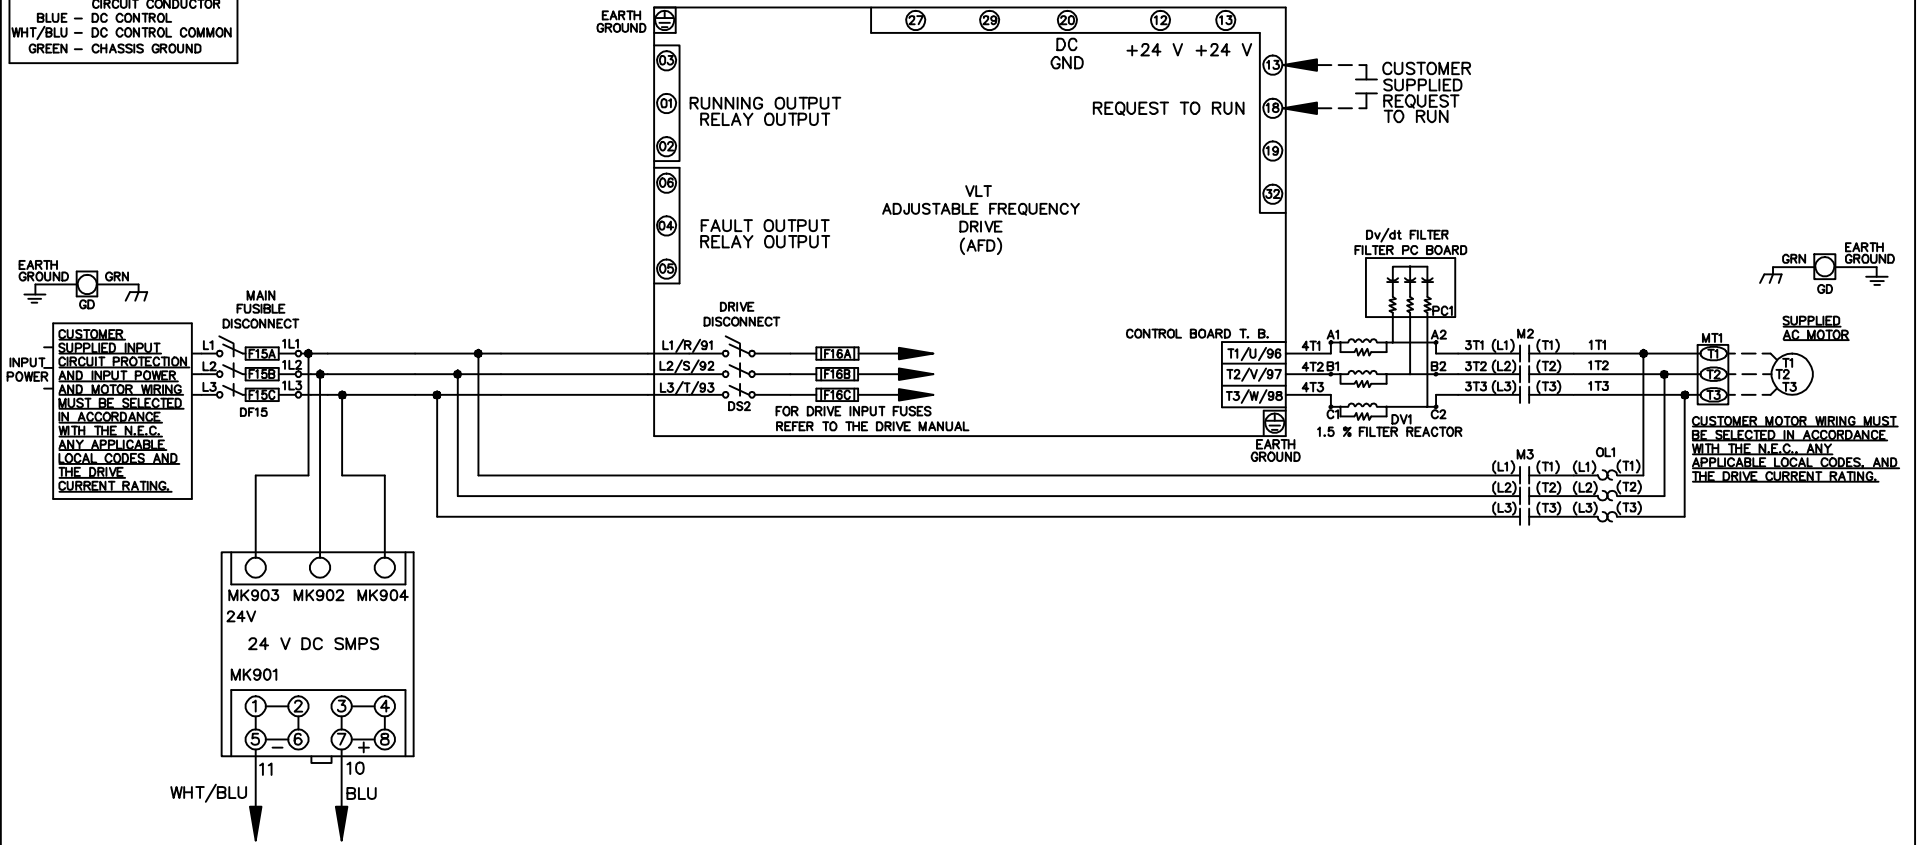 CIRCUIT CONDUCTOR
BLUE – DC CONTROL
WHT/BLU – DC CONTROL COMMON
GREEN – CHASSIS GROUND
EARTH
GROUND
27
29
20
12
13
DC
GND
+24 V
+24 V
03
01
02
RUNNING OUTPUT
RELAY OUTPUT
06
04
05
FAULT OUTPUT
RELAY OUTPUT
13
18
19
32
REQUEST TO RUN
CUSTOMER
SUPPLIED
REQUEST
TO RUN
VLT
ADJUSTABLE FREQUENCY
DRIVE
(AFD)
EARTH
GROUND
GRN
GD
INPUT
POWER
CUSTOMER
SUPPLIED INPUT
CIRCUIT PROTECTION
AND INPUT POWER
AND MOTOR WIRING
MUST BE SELECTED
IN ACCORDANCE
WITH THE N.E.C.
ANY APPLICABLE
LOCAL CODES AND
THE DRIVE
CURRENT RATING.
MAIN
FUSIBLE
DISCONNECT
L1
F15A
1L1
L2
F15B
1L2
L3
F15C
1L3
DF15
DRIVE
DISCONNECT
L1/R/91
F16A
L2/S/92
F16B
L3/T/93
F16C
DS2
FOR DRIVE INPUT FUSES
REFER TO THE DRIVE MANUAL
CONTROL BOARD T. B.
T1/U/96
T2/V/97
T3/W/98
EARTH
GROUND
Dv/dt FILTER
FILTER PC BOARD
PC1
4T1
A1
A2
4T2
B1
B2
4T3
C1
C2
DV1
1.5 % FILTER REACTOR
M2
3T1 (L1) (T1) 1T1
3T2 (L2) (T2) 1T2
3T3 (L3) (T3) 1T3
MT1
T1
T2
T3
GRN
EARTH
GROUND
GD
SUPPLIED
AC MOTOR
T1
T2
T3
CUSTOMER MOTOR WIRING MUST
BE SELECTED IN ACCORDANCE
WITH THE N.E.C., ANY
APPLICABLE LOCAL CODES, AND
THE DRIVE CURRENT RATING.
M3
OL1
(L1) (T1) (L1) (T1)
(L2) (T2) (L2) (T2)
(L3) (T3) (L3) (T3)
MK903 MK902 MK904
24V
24 V DC SMPS
MK901
1 2 3 4
5 – 6 7 + 8
11
10
WHT/BLU
BLU